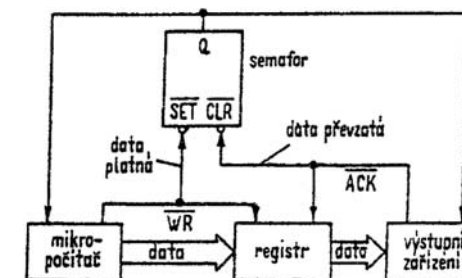 Q
semafor
SET CLR
data
platná
data převzatá
WR
ACK
mikro-
počítač
data
registr
data
výstupní
zařízení